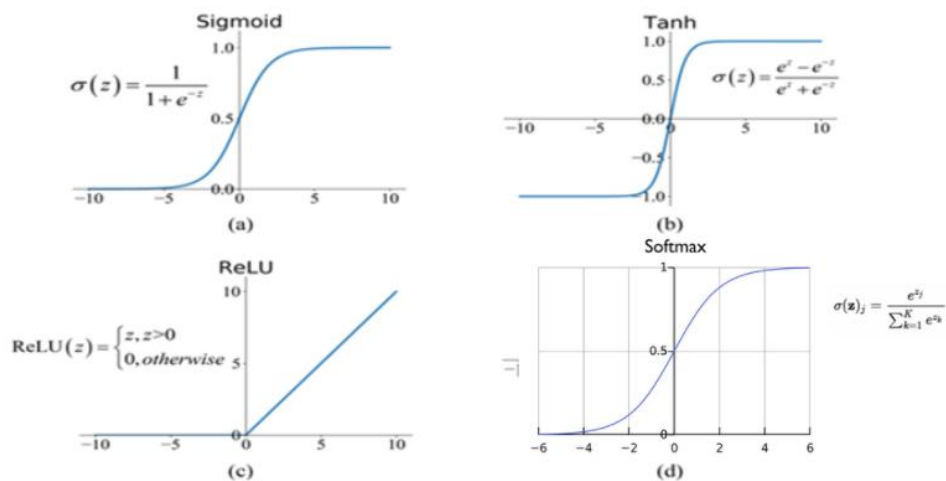 Sigmoid
σ(z) = 1 / (1 + e^{-z})
1.0
0.5
0.0
−10 −5 0 5 10
(a)
Tanh
σ(z) = (e^z − e^{-z}) / (e^z + e^{-z})
1.0
0.5
0.0
−10 −5 0 5 10
−0.5
−1.0
(b)
ReLU
ReLU(z) = {z, z>0
0, otherwise
10
5
0
−10 −5 0 5 10
(c)
Softmax
σ(z)_j = e^{z_j} / ∑_{k=1}^{K} e^{z_k}
1
0.5
0
−6 −4 −2 0 2 4 6
(d)